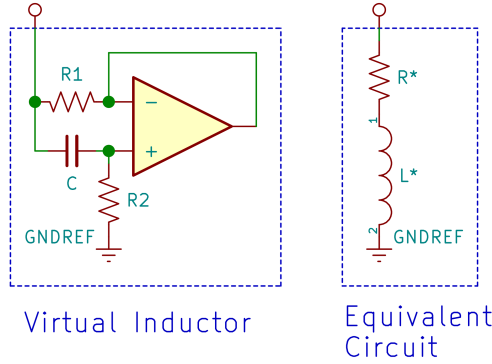 R1
C
R2
GNDREF
−
+
R*
1
L*
2
GNDREF
Virtual Inductor
Equivalent
Circuit